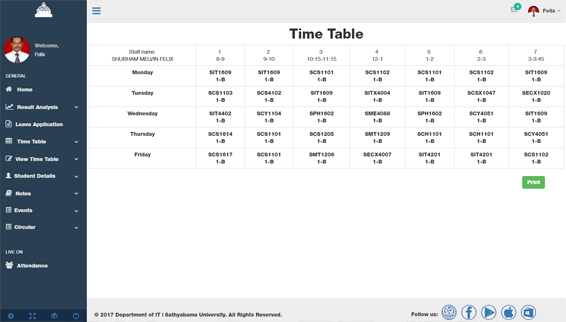 2
Felix
Welcome,
Felix
GENERAL
Home
Result Analysis
Leave Application
Time Table
View Time Table
Student Details
Notes
Events
Circular
LIVE ON
Attendance
Time Table
Staff name 1 2 3 4 5 6 7
SHUBHAM MELVIN FELIX 8-9 9-10 10:15-11:15 12-1 1-2 2-3 3-3:45
Monday SIT1609 SIT1609 SCS1101 SCS1102 SCS1101 SCS1102 SIT1609
1-B 1-B 1-B 1-B 1-B 1-B 1-B
Tuesday SCS1103 SCS4102 SIT1609 SITX4004 SIT1609 SCSX1047 SECX1020
1-B 1-B 1-B 1-B 1-B 1-B 1-B
Wednesday SIT4402 SCY1104 SPH1602 SME4088 SPH1602 SCY4051 SIT1609
1-B 1-B 1-B 1-B 1-B 1-B 1-B
Thursday SCS1614 SCS1101 SCS1205 SMT1209 SCH1101 SCH1101 SCY4051
1-B 1-B 1-B 1-B 1-B 1-B 1-B
Friday SCS1617 SCS1101 SMT1206 SECX4007 SIT4201 SIT4201 SCS1102
1-B 1-B 1-B 1-B 1-B 1-B 1-B
Print
© 2017 Department of IT | Sathyabama University. All Rights Reserved. Follow us: